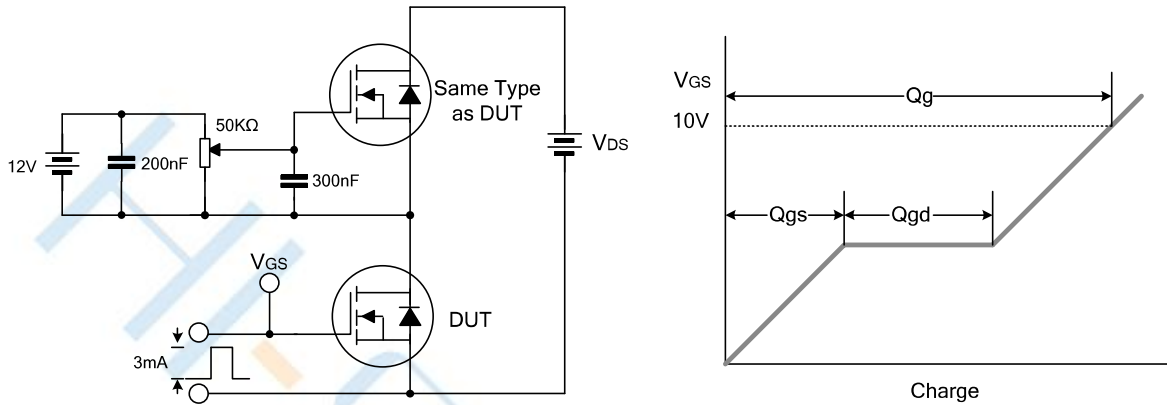 12V
200nF
50KΩ
300nF
Same Type
as DUT
VDS
VGS
DUT
3mA
VGS
10V
Qg
Qgs
Qgd
Charge